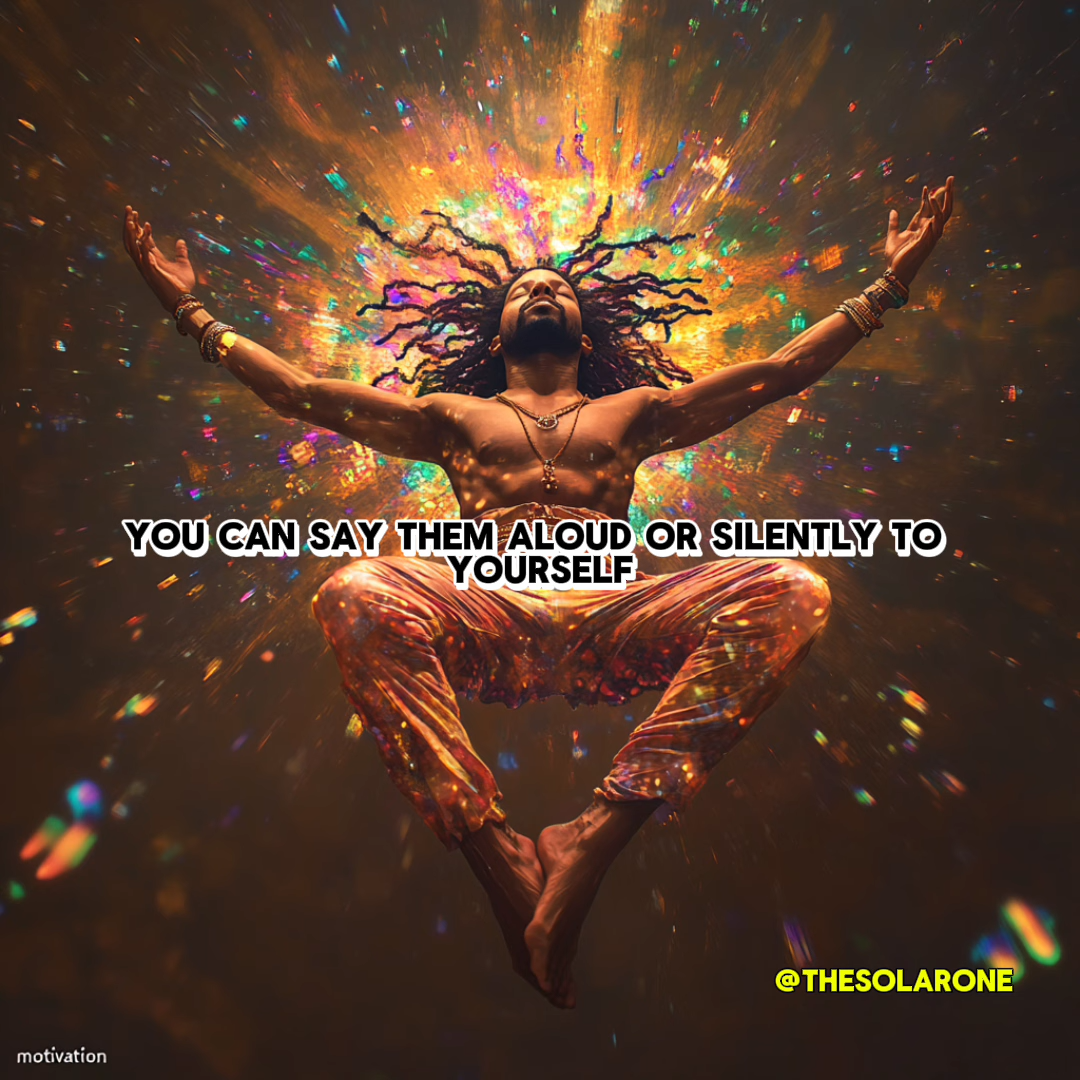 YOU CAN SAY THEM ALOUD OR SILENTLY TO
YOURSELF
@THESOLARONE
motivation